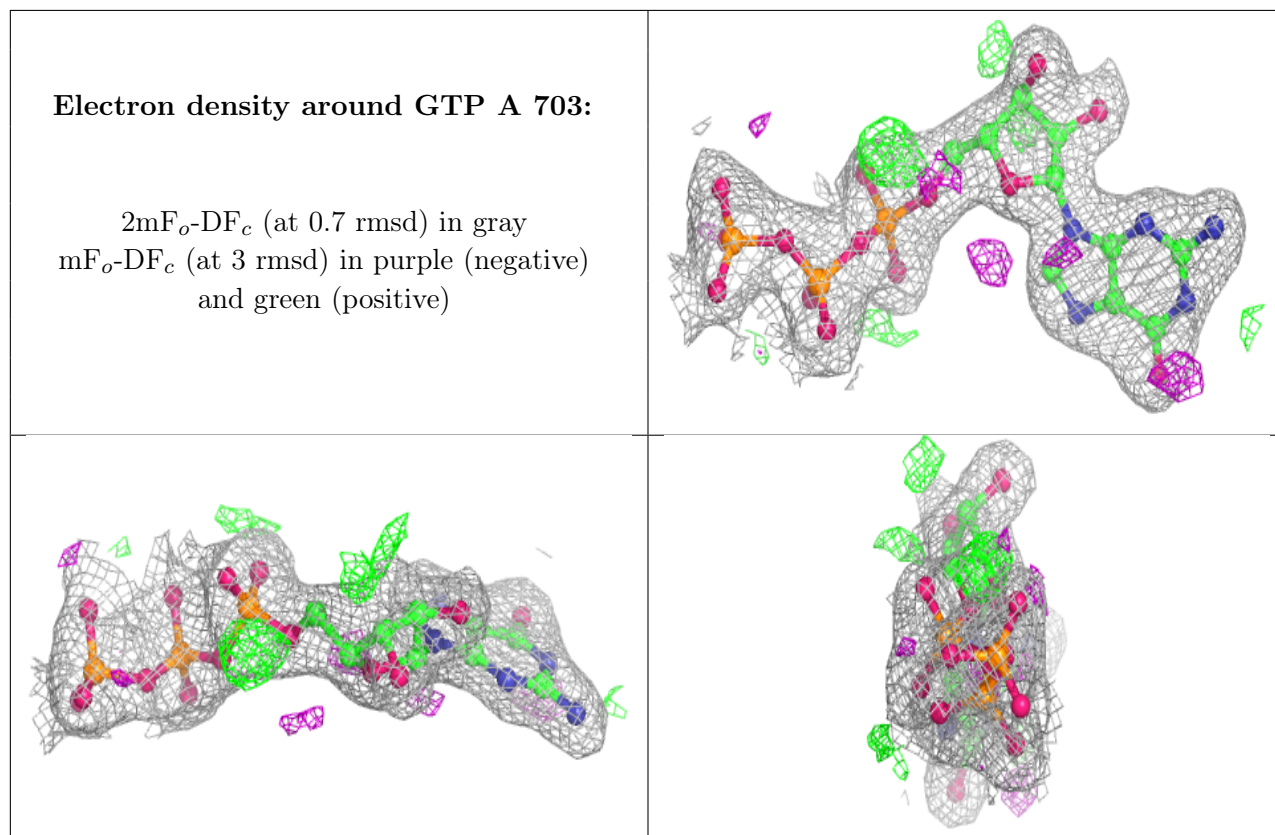 Electron density around GTP A 703:
2mFo-DFc (at 0.7 rmsd) in gray
mFo-DFc (at 3 rmsd) in purple (negative)
and green (positive)